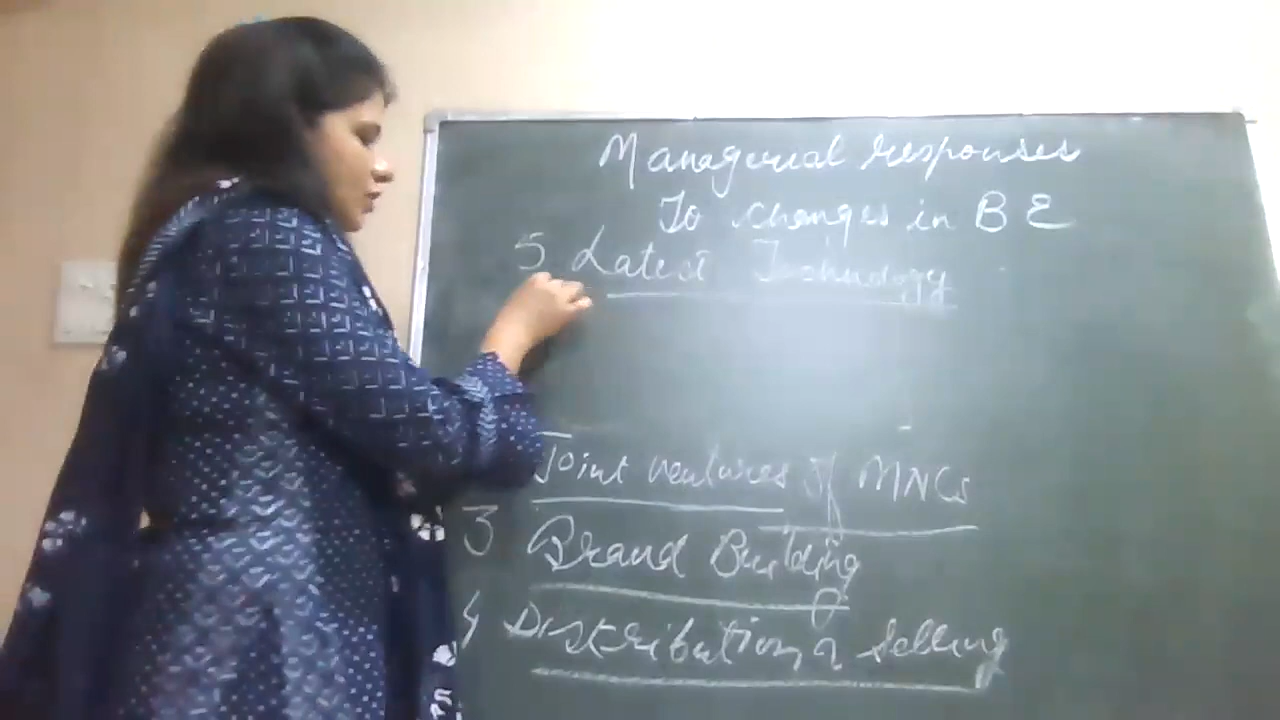 Managerial responses
To changes in B E
5 Latest Technology
Joint ventures of MNCs
3 Brand Building
4 Distribution & Selling